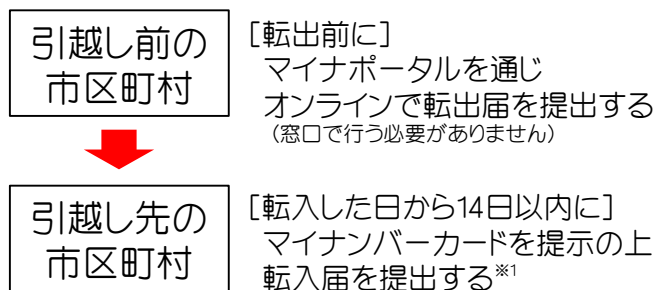 引越し前の
市区町村
[転出前に]
マイナポータルを通じ
オンラインで転出届を提出する
(窓口で行う必要がありません)
引越し先の
市区町村
[転入した日から14日以内に]
マイナンバーカードを提示の上
転入届を提出する※1